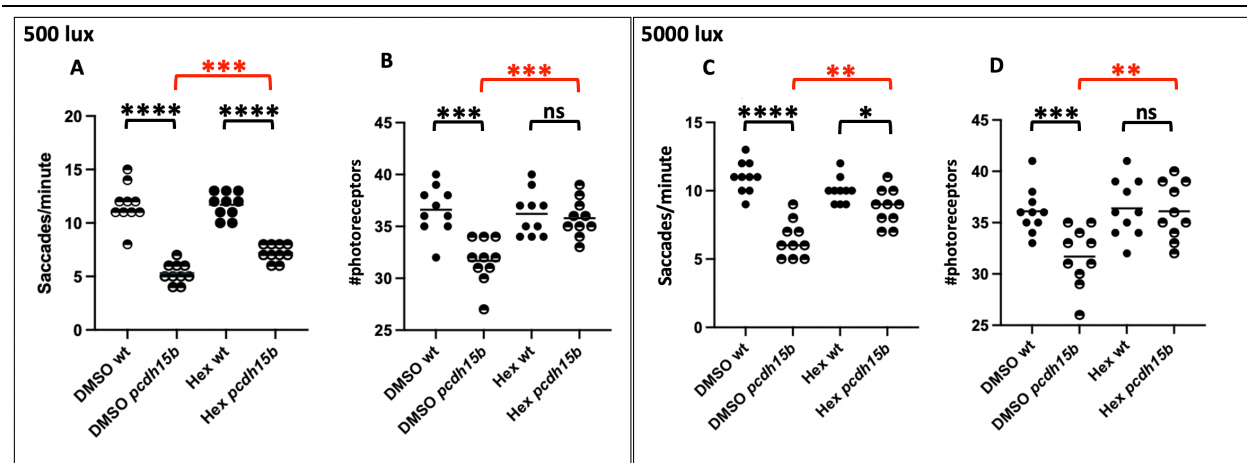 500 lux
5000 lux
A
***
****
****
Saccades/minute
20
15
10
5
0
DMSO wt
DMSO pcdh15b
Hex wt
Hex pcdh15b
B
***
***
ns
#photoreceptors
45
40
35
30
25
DMSO wt
DMSO pcdh15b
Hex wt
Hex pcdh15b
C
**
****
*
Saccades/minute
15
10
5
0
DMSO wt
DMSO pcdh15b
Hex wt
Hex pcdh15b
D
**
***
ns
#photoreceptors
45
40
35
30
25
DMSO wt
DMSO pcdh15b
Hex wt
Hex pcdh15b